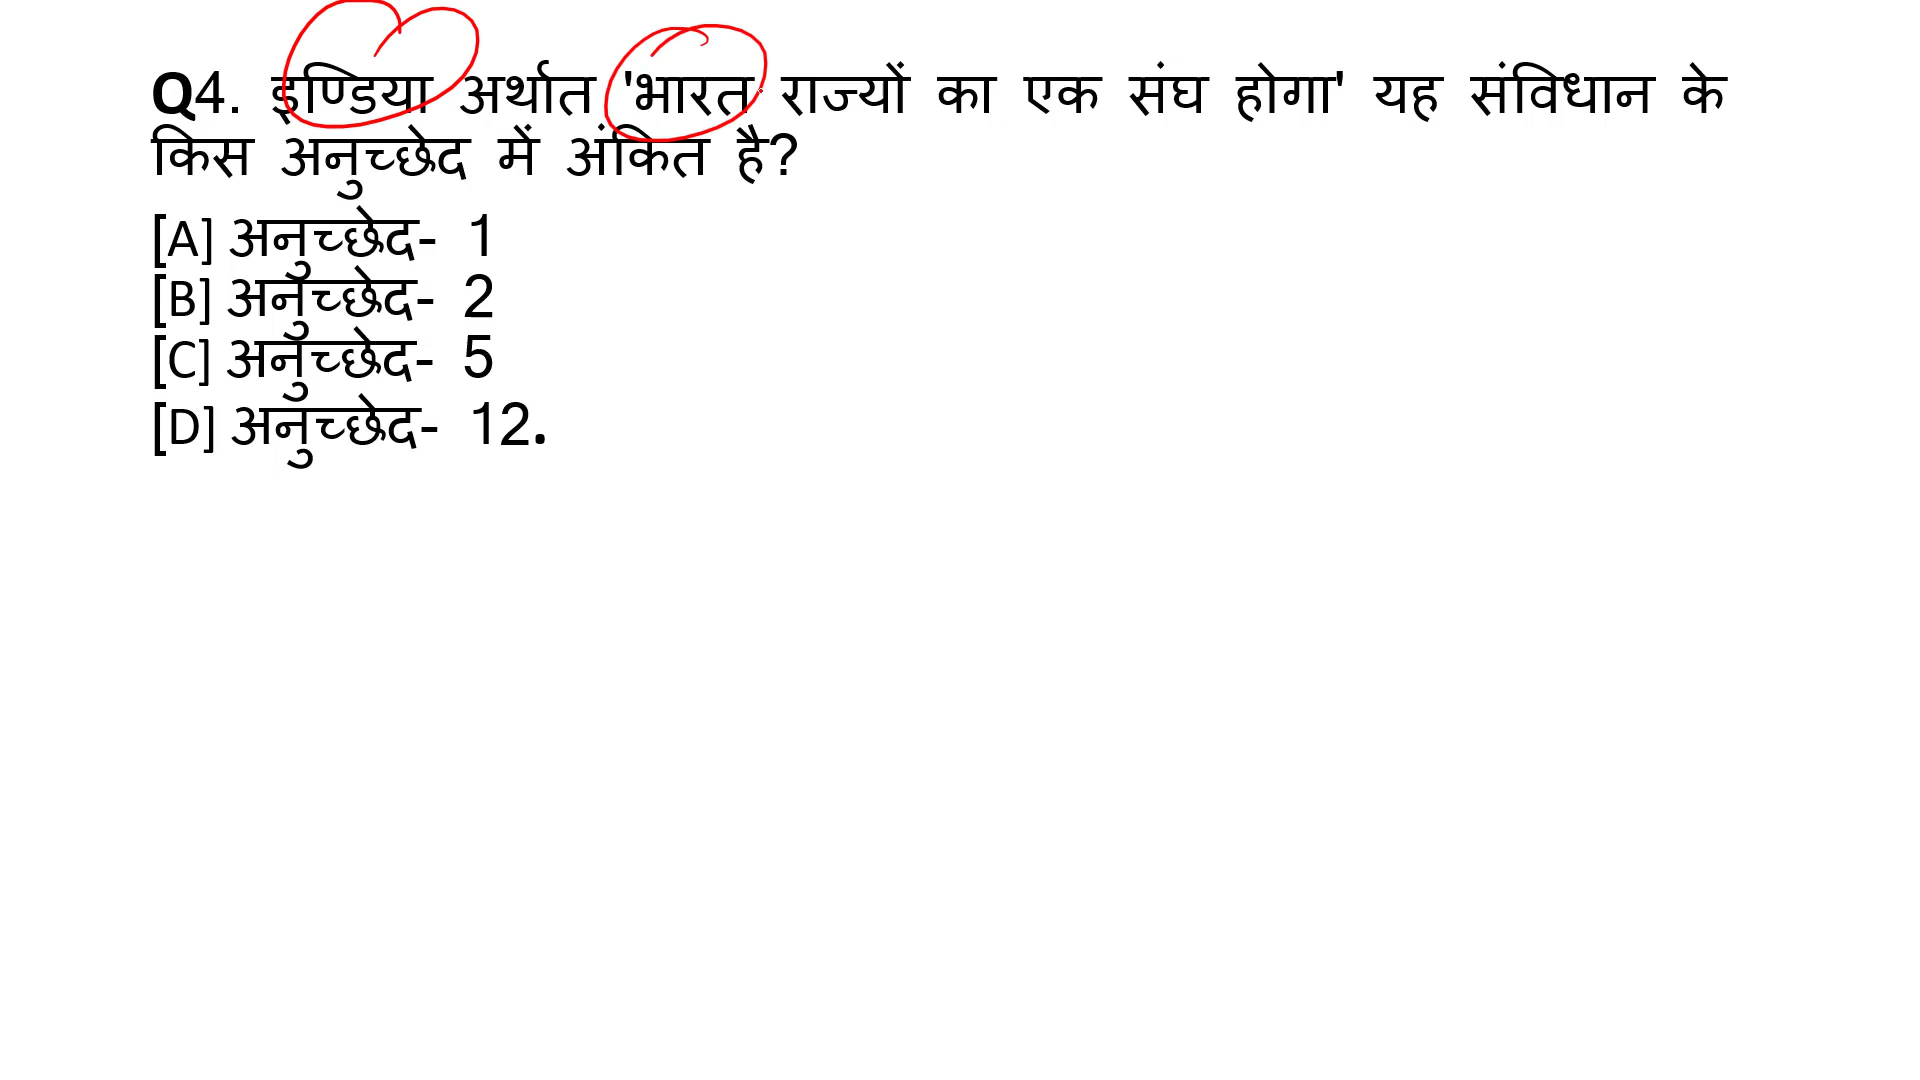 Q4. इण्डिया अर्थात 'भारत राज्यों का एक संघ होगा' यह संविधान के
किस अनुच्छेद में अंकित है?
[A] अनुच्छेद- 1
[B] अनुच्छेद- 2
[C] अनुच्छेद- 5
[D] अनुच्छेद- 12.